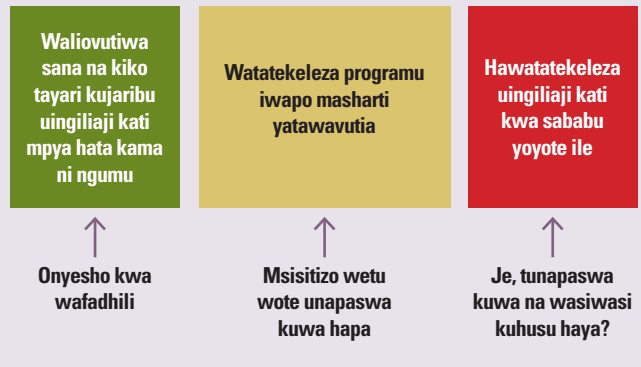 Waliovutiwa
sana na kiko
tayari kujaribu
uingiliaji kati
mpya hata kama
ni ngumu
Watatekeleza programu
iwapo masharti
yatawavutia
Hawatatekeleza
uingiliaji kati
kwa sababu
yoyote ile
Onyesho kwa
wafadhili
Msisitizo wetu
wote unapaswa
kuwa hapa
Je, tunapaswa
kuwa na wasiwasi
kuhusu haya?